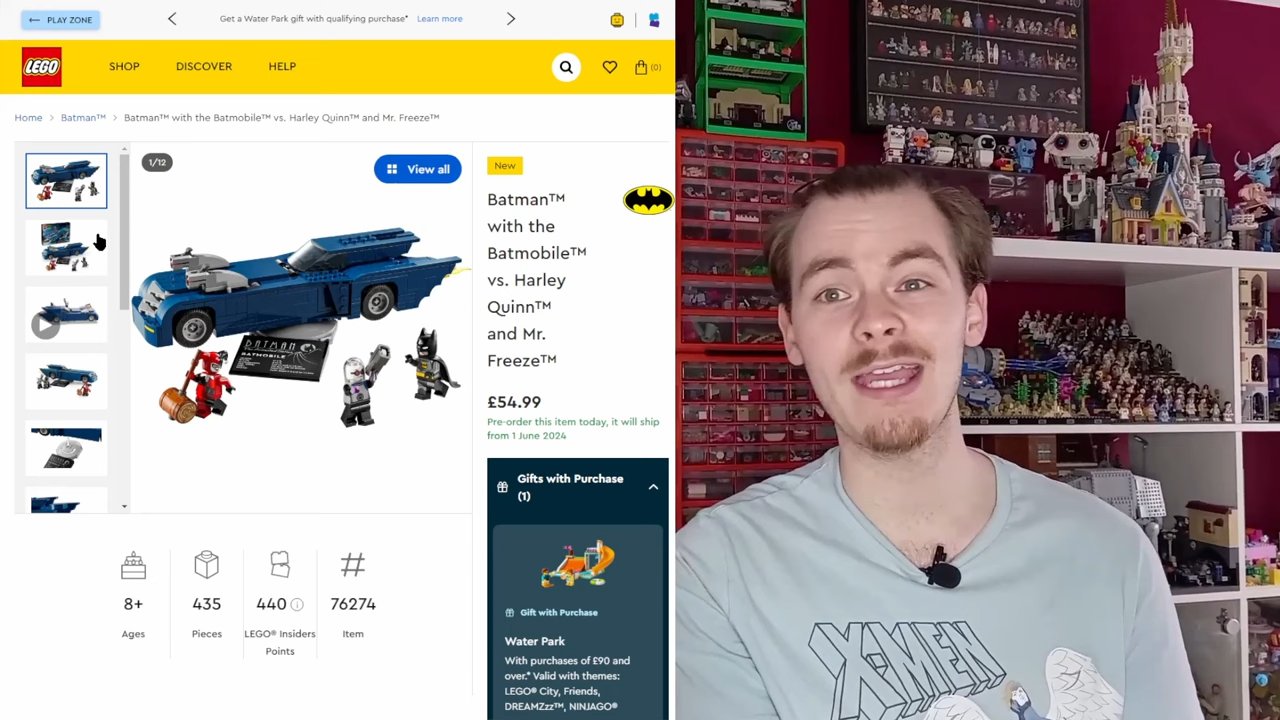 ← PLAY ZONE
Get a Water Park gift with qualifying purchase* Learn more
LEGO
SHOP DISCOVER HELP
(0)
Home > Batman™ > Batman™ with the Batmobile™ vs. Harley Quinn™ and Mr. Freeze™
1/12
View all
New
Batman™
with the
Batmobile™
vs. Harley
Quinn™
and Mr.
Freeze™
£54.99
Pre-order this item today, it will ship
from 1 June 2024
BATMAN
BATMOBILE
Gifts with Purchase
(1)
Gift with Purchase
Water Park
With purchases of £90 and
over.* Valid with themes:
LEGO® City, Friends,
DREAMZzz™, NINJAGO®
8+
Ages
435
Pieces
440
LEGO® Insiders
Points
76274
Item
X-MEN